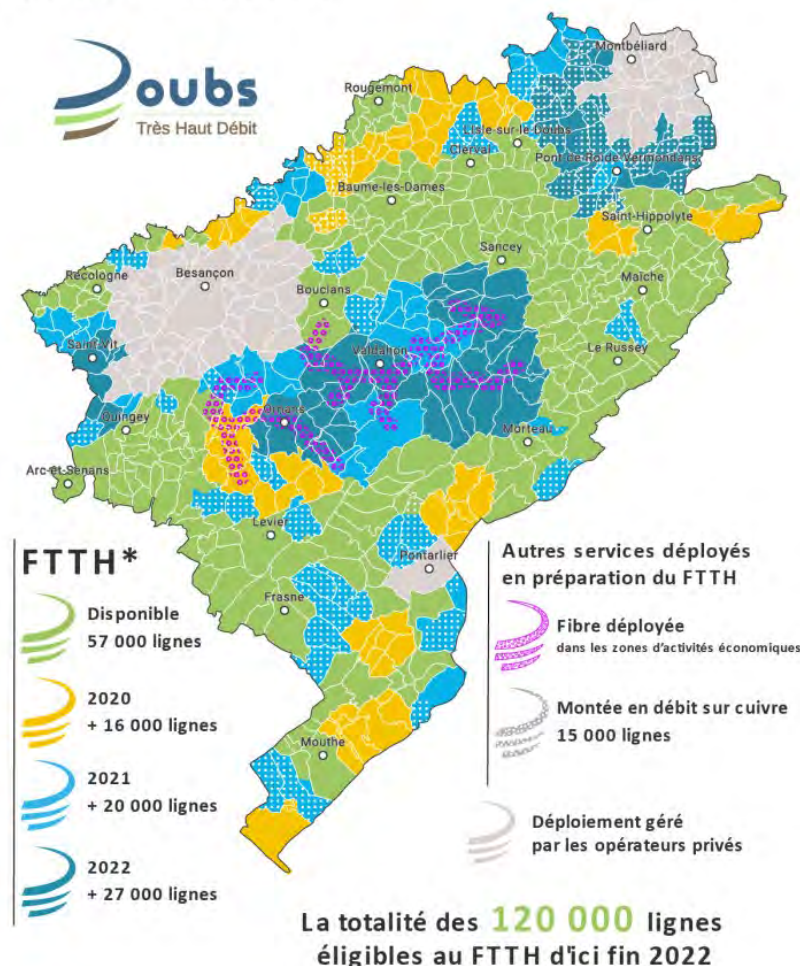 Doubs
Très Haut Débit
Montbéliard
Rougemont
L'Isle-sur-le-Doubs
Clerval
Pont-de-Roide-Vermondans
Baume-les-Dames
Saint-Hippolyte
Sancey
Recologne
Besançon
Maîche
Bouclans
Saint-Vit
Valdahon
Le Russey
Quingey
Ornans
Morteau
Arc-et-Senans
Levier
Pontarlier
Frasne
Mouthe
FTTH*
Disponible
57 000 lignes
2020
+ 16 000 lignes
2021
+ 20 000 lignes
2022
+ 27 000 lignes
Autres services déployés
en préparation du FTTH
Fibre déployée
dans les zones d'activités économiques
Montée en débit sur cuivre
15 000 lignes
Déploiement géré
par les opérateurs privés
La totalité des 120 000 lignes
éligibles au FTTH d'ici fin 2022